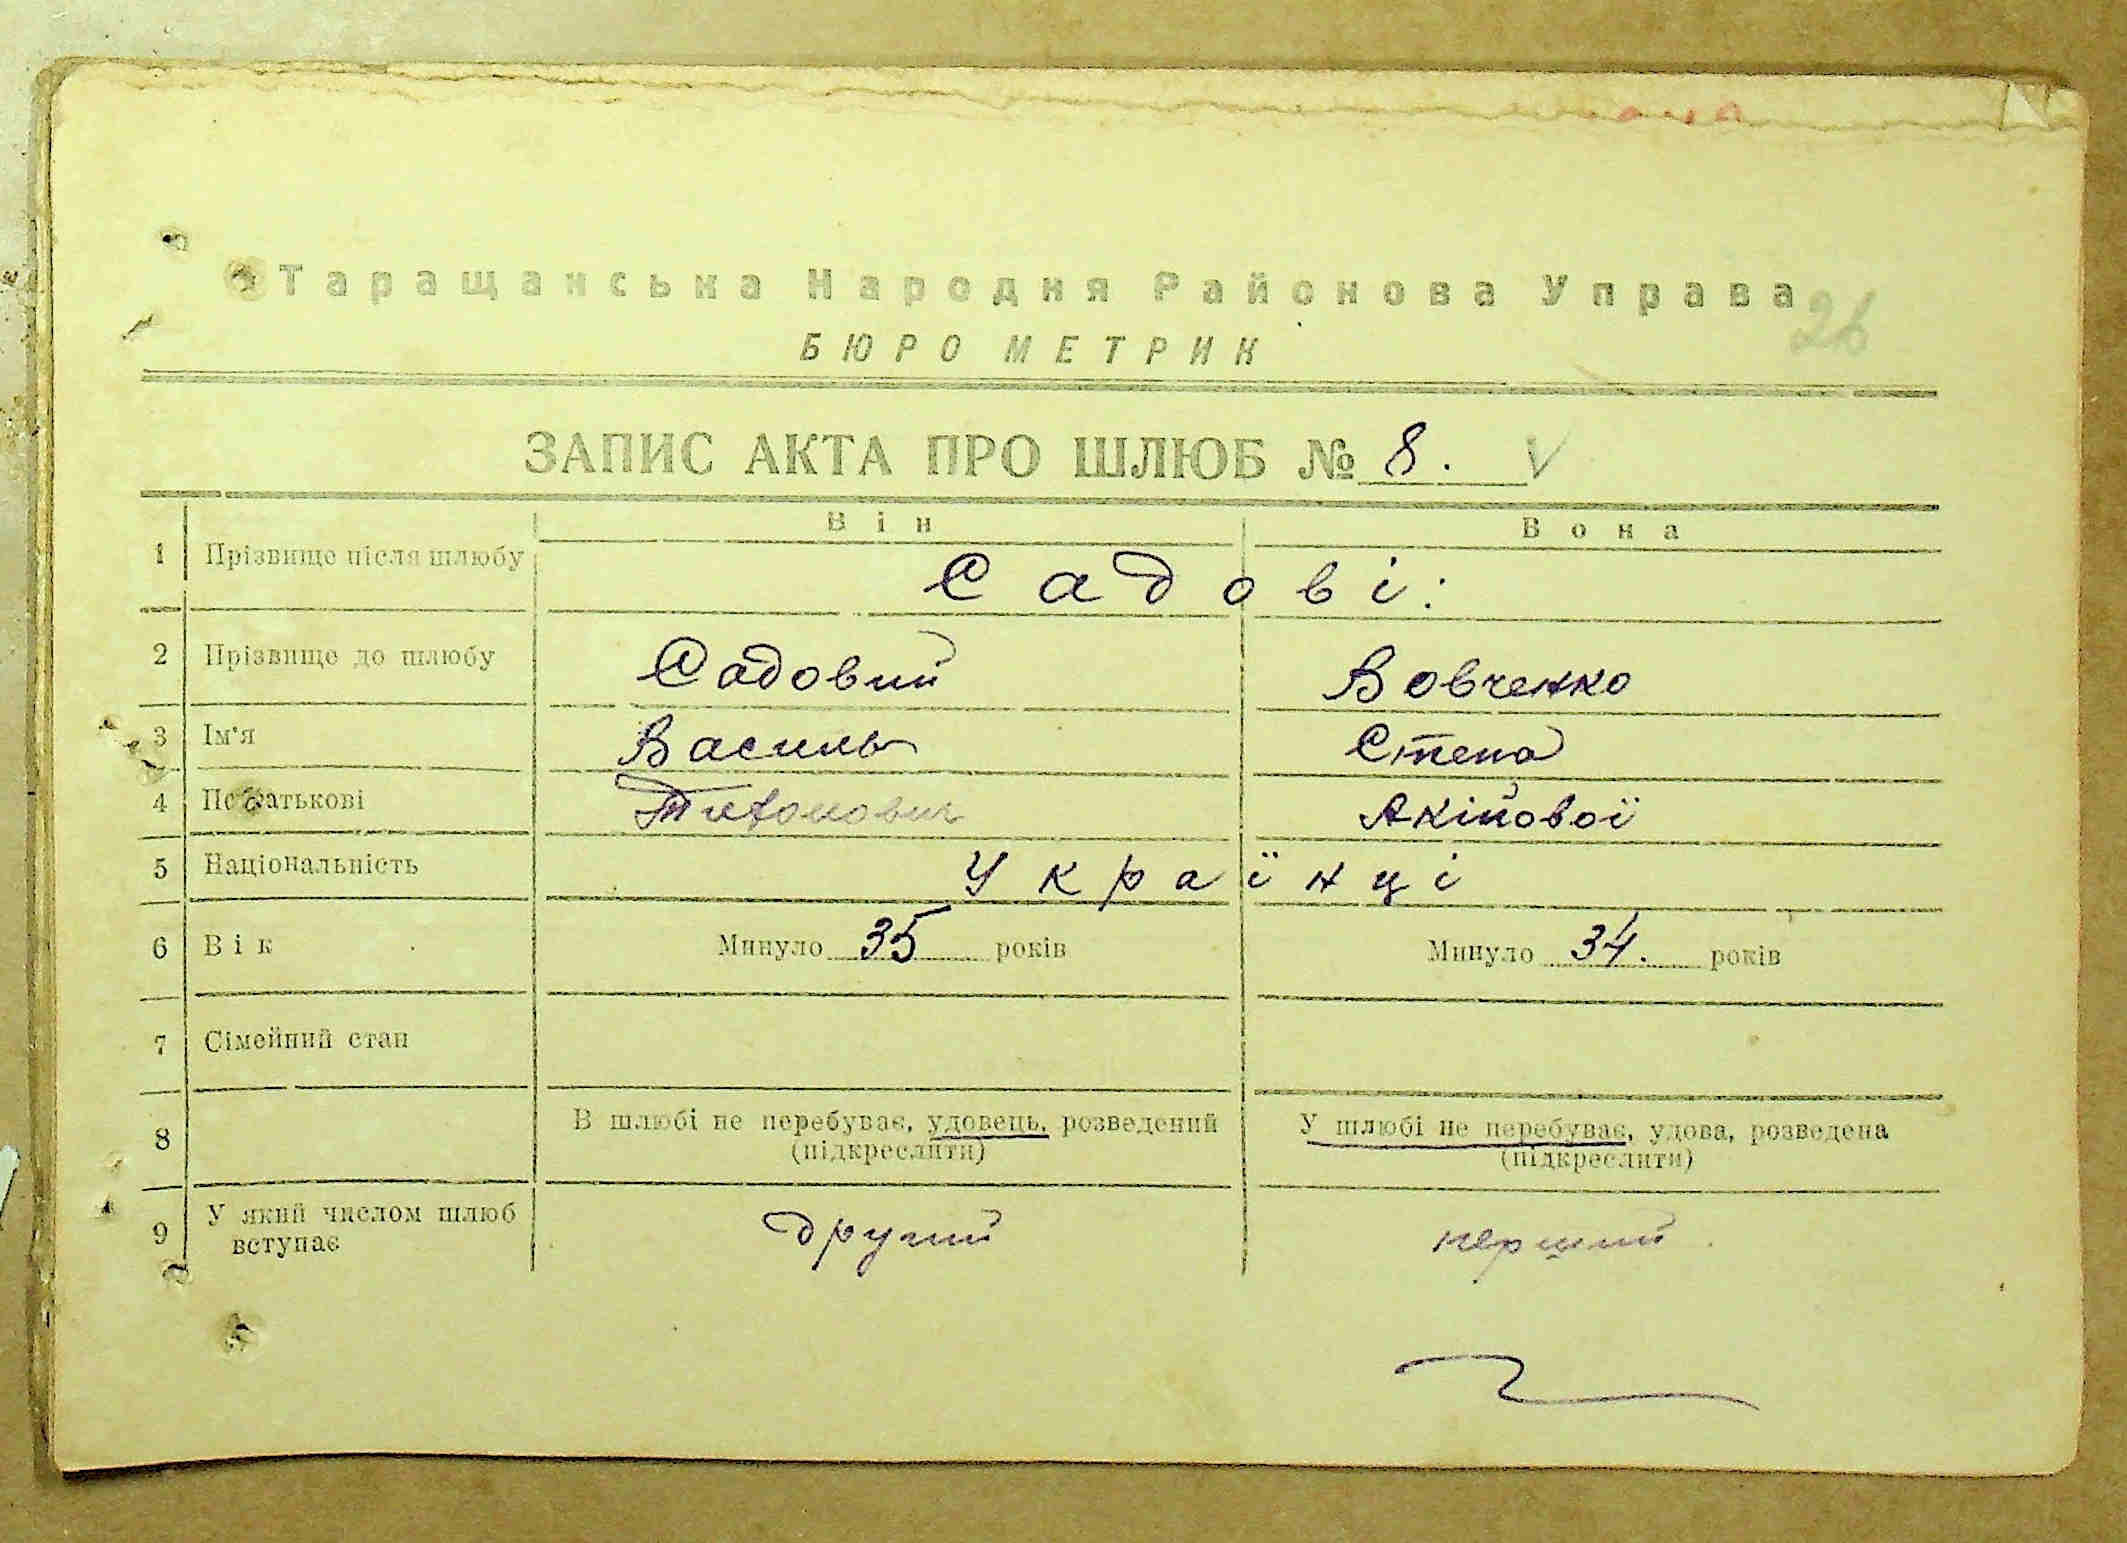 Таращанська Народня Районова Управа
26
БЮРО МЕТРИК
ЗАПИС АКТА ПРО ШЛЮБ № 8. V
Він Вона
1 Прізвище після шлюбу Садові:
2 Прізвище до шлюбу Садовий Вовченко
3 Ім'я Василь Степа
4 По батькові Тихонович Акімової
5 Національність Українці
6 Вік Минуло 35 років Минуло 34. років
7 Сімейний стан
8 В шлюбі не перебуває, удовець, розведений У шлюбі не перебуває, удова, розведена
(підкреслити) (підкреслити)
9 У який числом шлюб вступає другий перший